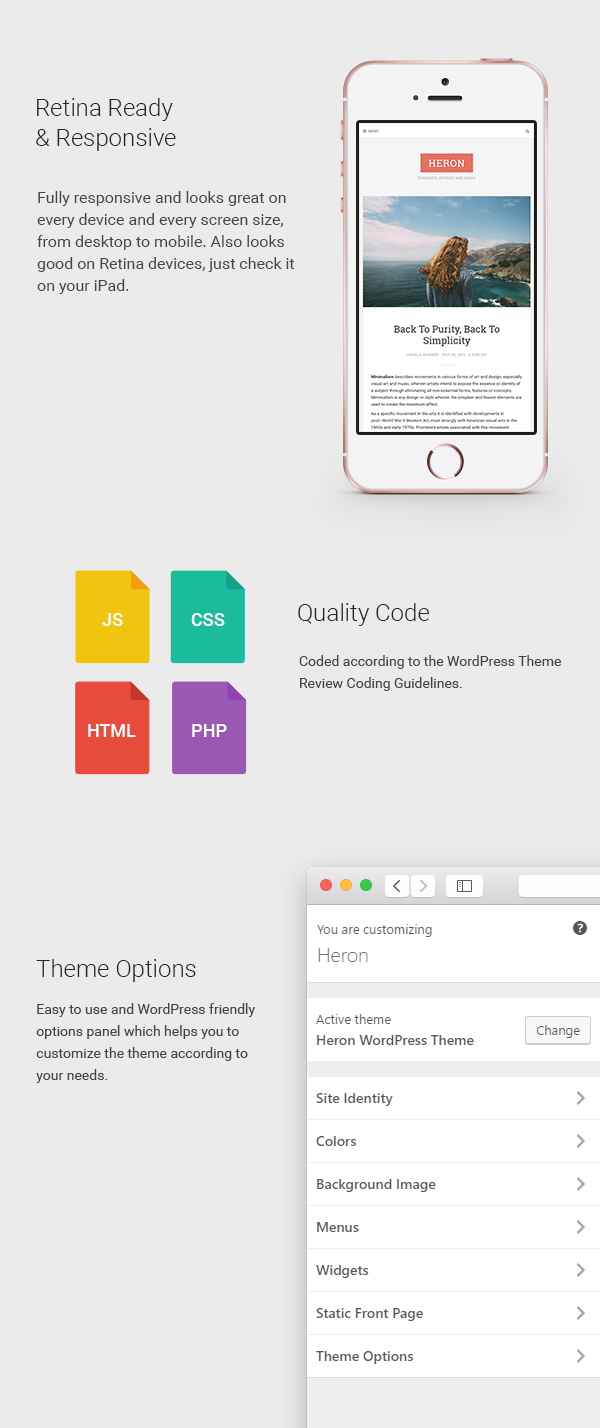 Retina Ready
& Responsive
Fully responsive and looks great on
every device and every screen size,
from desktop to mobile. Also looks
good on Retina devices, just check it
on your iPad.
MENU
HERON
THOUGHTS, STORIES AND IDEAS
Back To Purity, Back To
Simplicity
Minimalism describes movements in various forms of art and design, especially
visual art and music, wherein artists intend to expose the essence or identity of
a subject through eliminating all non-essential forms, features or concepts.
Minimalism is any design or style wherein the simplest and fewest elements are
used to create the maximum effect.
As a specific movement in the arts it is identified with developments in
post–World War II Western Art, most strongly with American visual arts in the
1960s and early 1970s. Prominent artists associated with this movement
JS
CSS
HTML
PHP
Quality Code
Coded according to the WordPress Theme
Review Coding Guidelines.
Theme Options
Easy to use and WordPress friendly
options panel which helps you to
customize the theme according to
your needs.
You are customizing
Heron
Active theme
Heron WordPress Theme
Change
Site Identity
Colors
Background Image
Menus
Widgets
Static Front Page
Theme Options